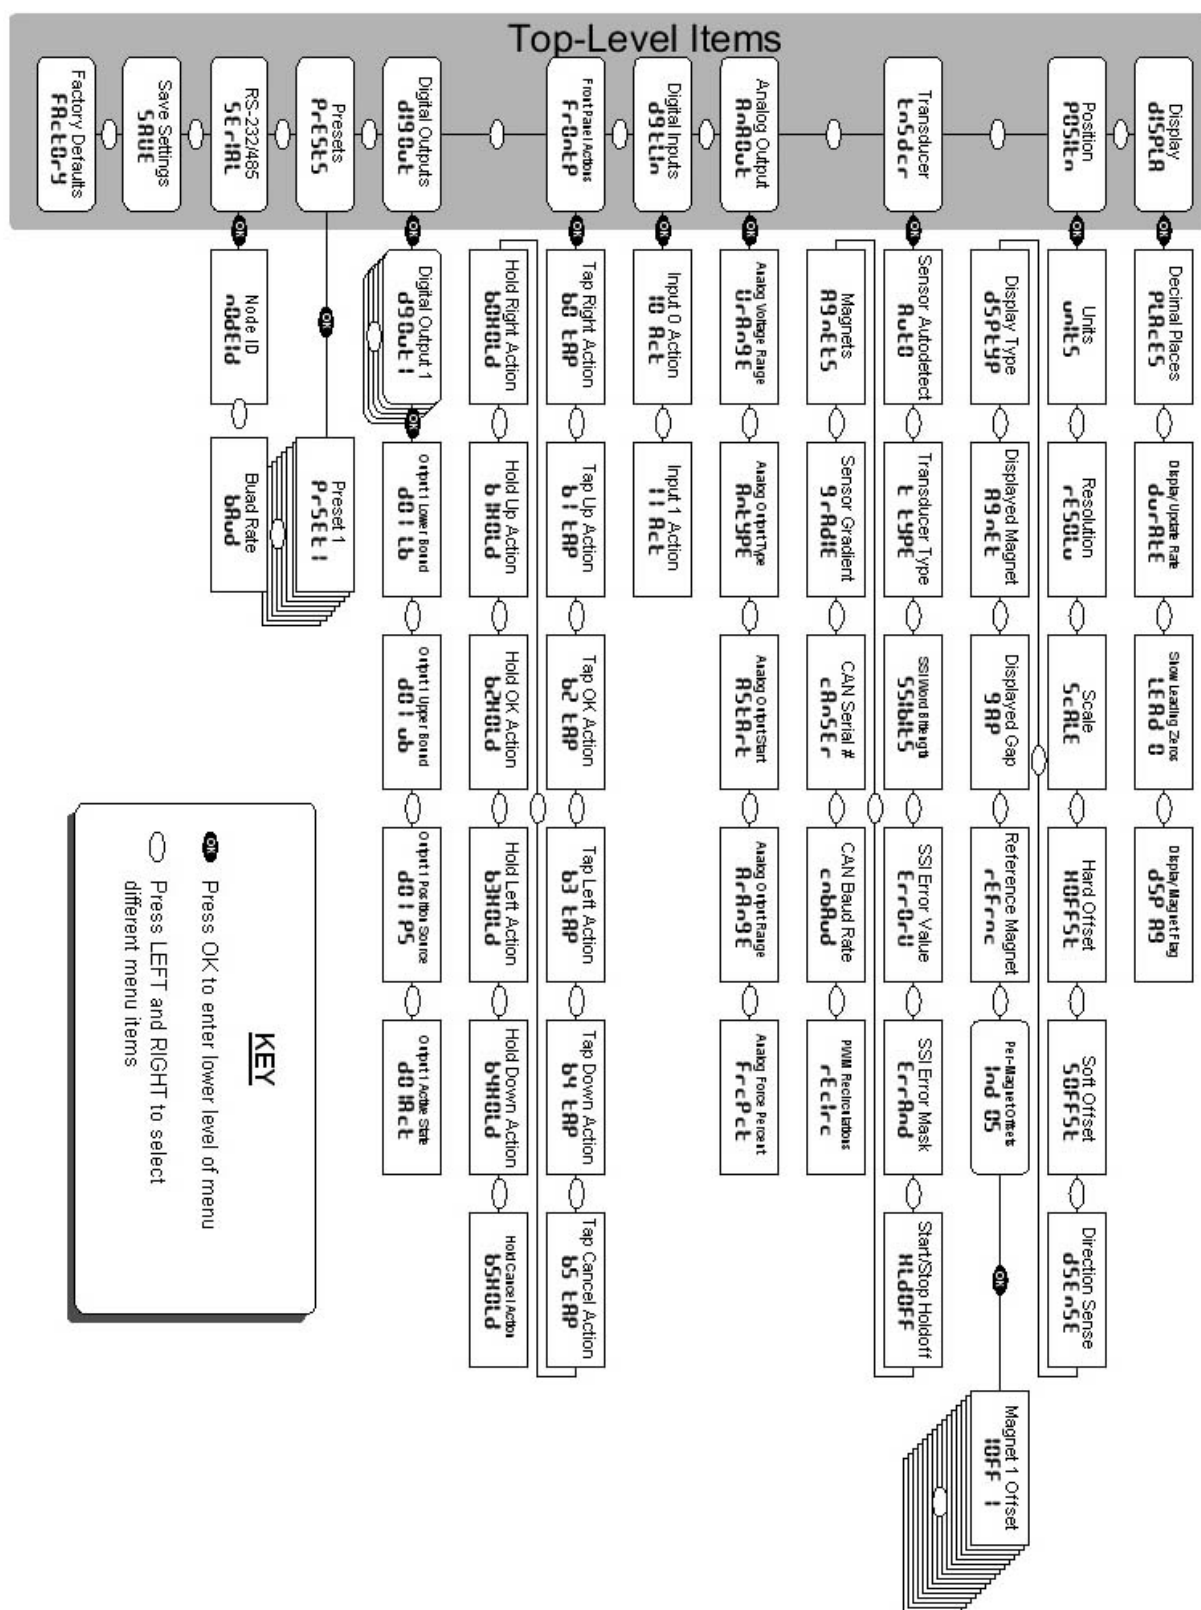 Top-Level Items
Display
dISPLA
Decimal Places
PLAcES
Display Update Rate
durAtE
Show Leading Zeros
LEAd 0
Display Magnet Flag
dSP Ag
Position
POSItn
Units
unItS
Resolution
rESOLu
Scale
ScALE
Hard Offset
HOFFSt
Soft Offset
SOFFSt
Direction Sense
dSEnSE
Display Type
dSPtYP
Displayed Magnet
AgnEt
Displayed Gap
gAP
Reference Magnet
rEFrnc
Per-Magnet Offsets
Ind OS
Magnet 1 Offset
IOFF 1
Transducer
trnSdcr
Sensor Autodetect
AutO
Transducer Type
t tYPE
SSI Word Bitlength
SSIbItS
SSI Error Value
ErrOrU
SSI Error Mask
ErrAnd
Start/Stop Holdoff
HLdOFF
Magnets
AgnEtS
Sensor Gradient
grAdIE
CAN Serial #
cAnSEr
CAN Baud Rate
cnbAud
PWM Recirculations
rEcIrc
Analog Output
AnAOut
Analog Voltage Range
UrAngE
Analog Output Type
AntYPE
Analog Output Start
AStArt
Analog Output Range
ArAngE
Analog Force Percent
FrcPct
Digital Inputs
dgtLIn
Input 0 Action
I0 Act
Input 1 Action
I1 Act
Front Panel Actions
FrOntP
Tap Right Action
b0 tAP
Tap Up Action
b1 tAP
Tap OK Action
b2 tAP
Tap Left Action
b3 tAP
Tap Down Action
b4 tAP
Tap Cancel Action
b5 tAP
Hold Right Action
b0HOLd
Hold Up Action
b1HOLd
Hold OK Action
b2HOLd
Hold Left Action
b3HOLd
Hold Down Action
b4HOLd
Hold Cancel Action
b5HOLd
Digital Outputs
dIgOut
Digital Output 1
dgOut1
Output 1 Lower Bound
dO1 Lb
Output 1 Upper Bound
dO1 ub
Output 1 Position Source
dO1 PS
Output 1 Active State
dO1Act
Presets
PrESEtS
Preset 1
PrSEt1
RS-232/485
SErIAL
Node ID
nOdEId
Buad Rate
bAud
Save Settings
SAUE
Factory Defaults
FActOrY
KEY
OK Press OK to enter lower level of menu
Press LEFT and RIGHT to select
different menu items